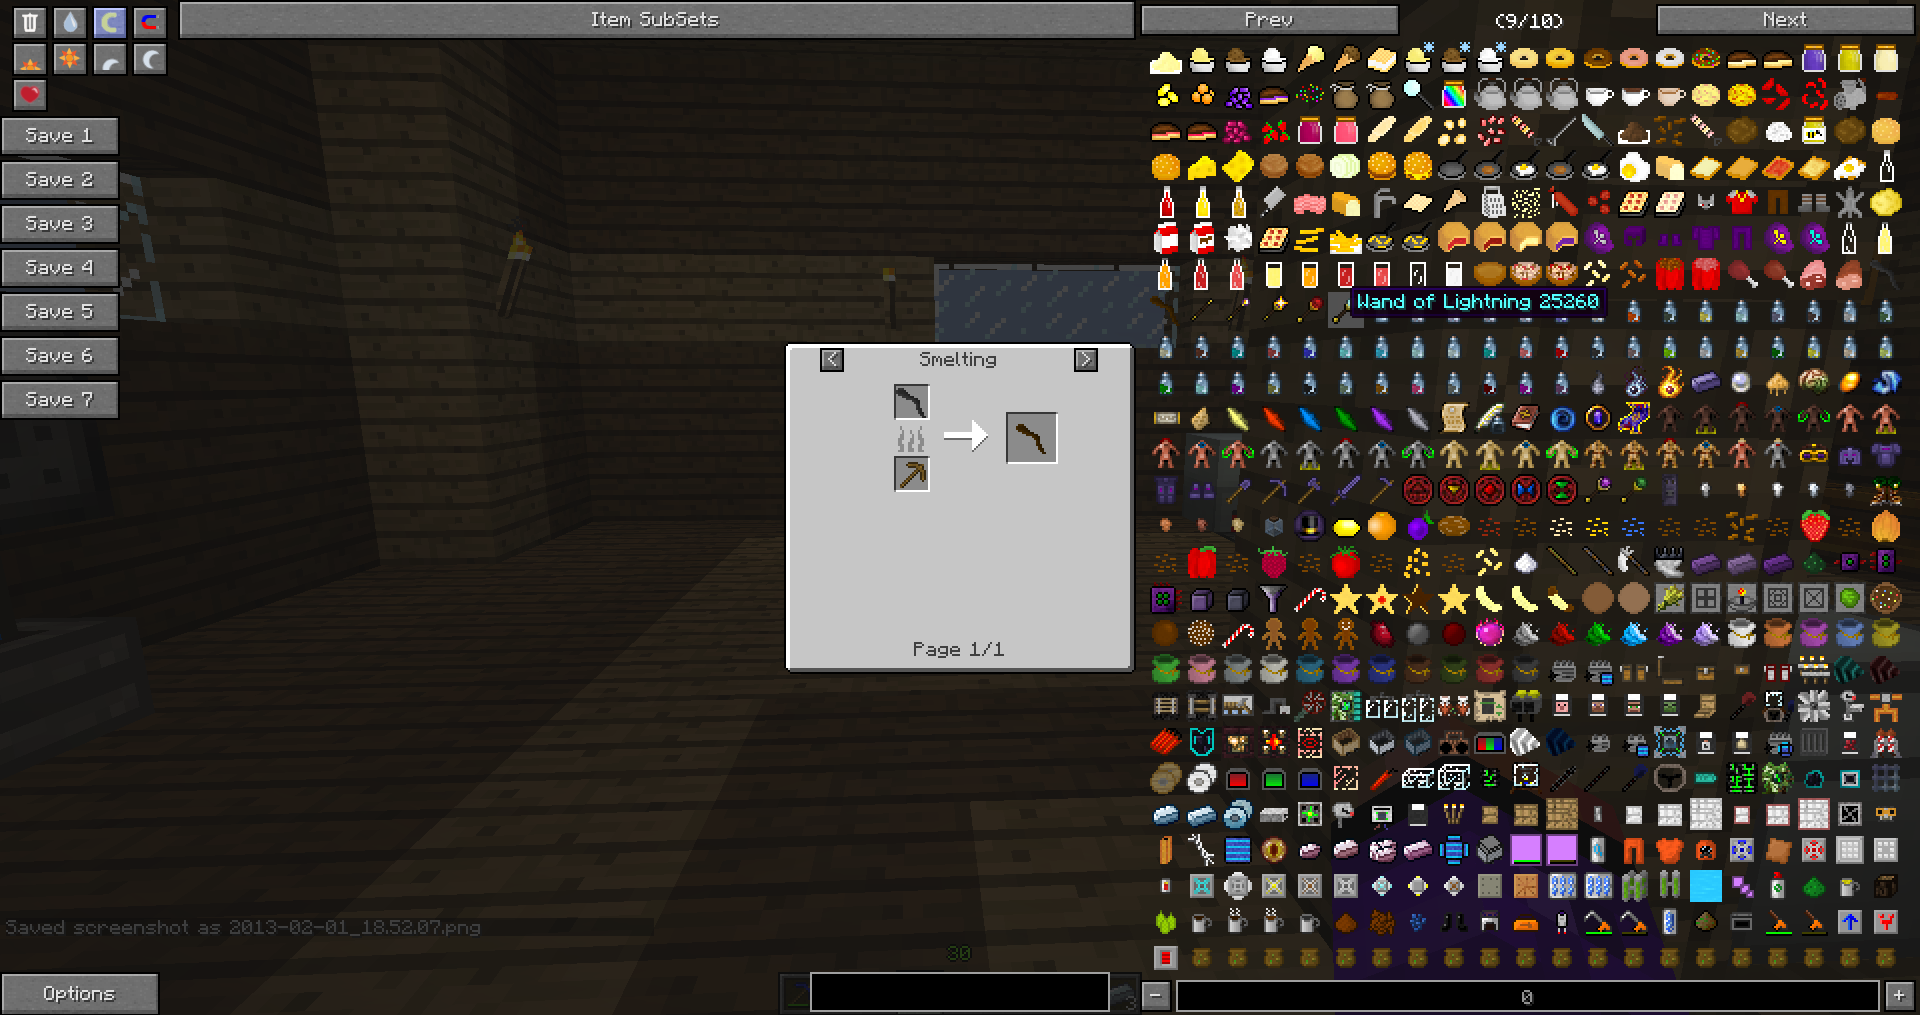 Item SubSets
Prev
(9/10)
Next
Save 1
Save 2
Save 3
Save 4
Save 5
Save 6
Save 7
Wand of Lightning 25260
<
Smelting
>
Page 1/1
Saved screenshot as 2013-02-01_18.52.07.png
30
Options
3
-
0
+